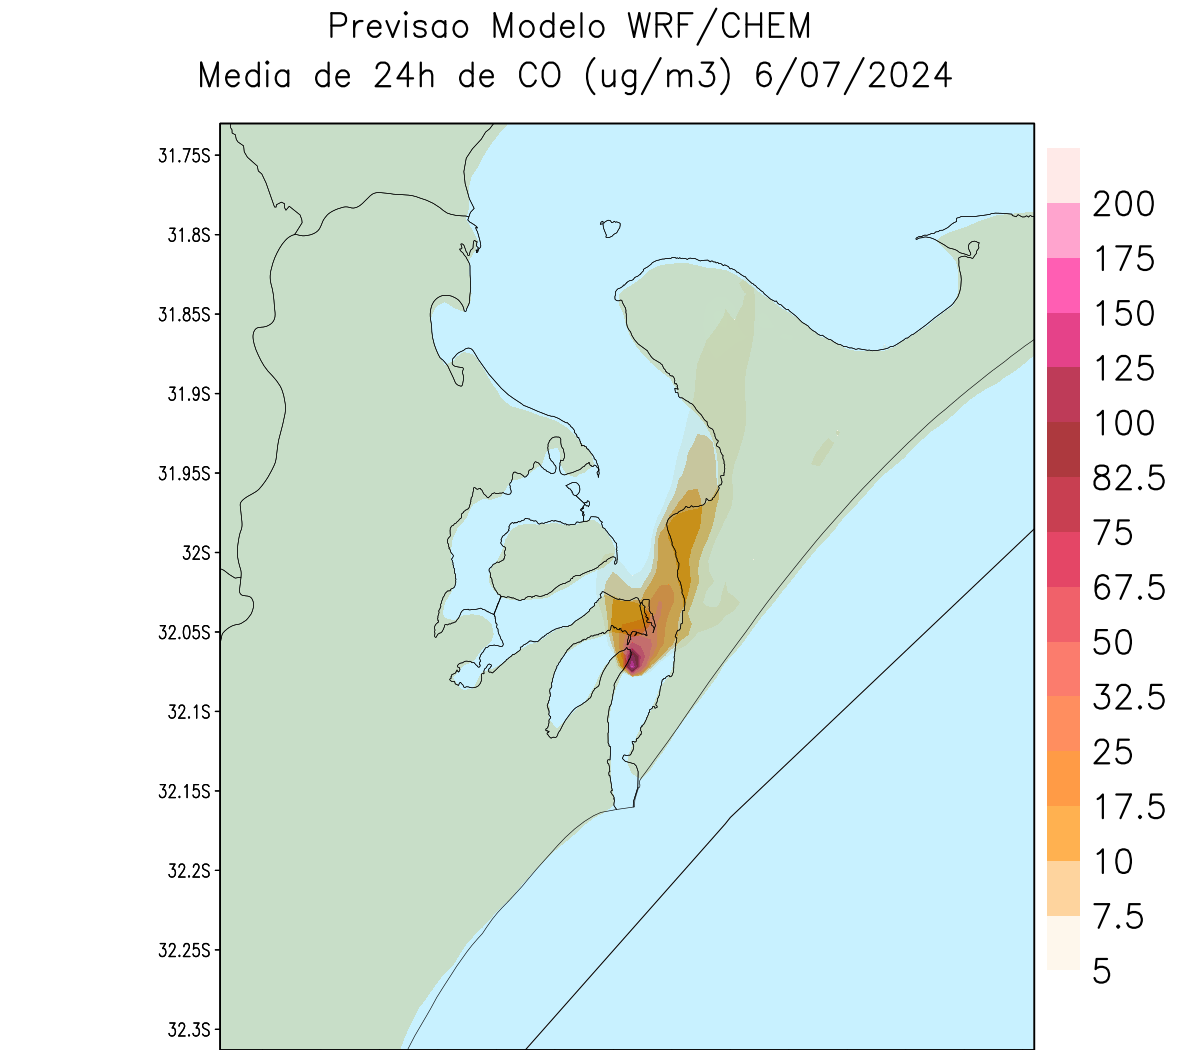 Previsao Modelo WRF/CHEM
Media de 24h de CO (ug/m3) 6/07/2024
31.75S
31.8S
31.85S
31.9S
31.95S
32S
32.05S
32.1S
32.15S
32.2S
32.25S
32.3S
200
175
150
125
100
82.5
75
67.5
50
32.5
25
17.5
10
7.5
5